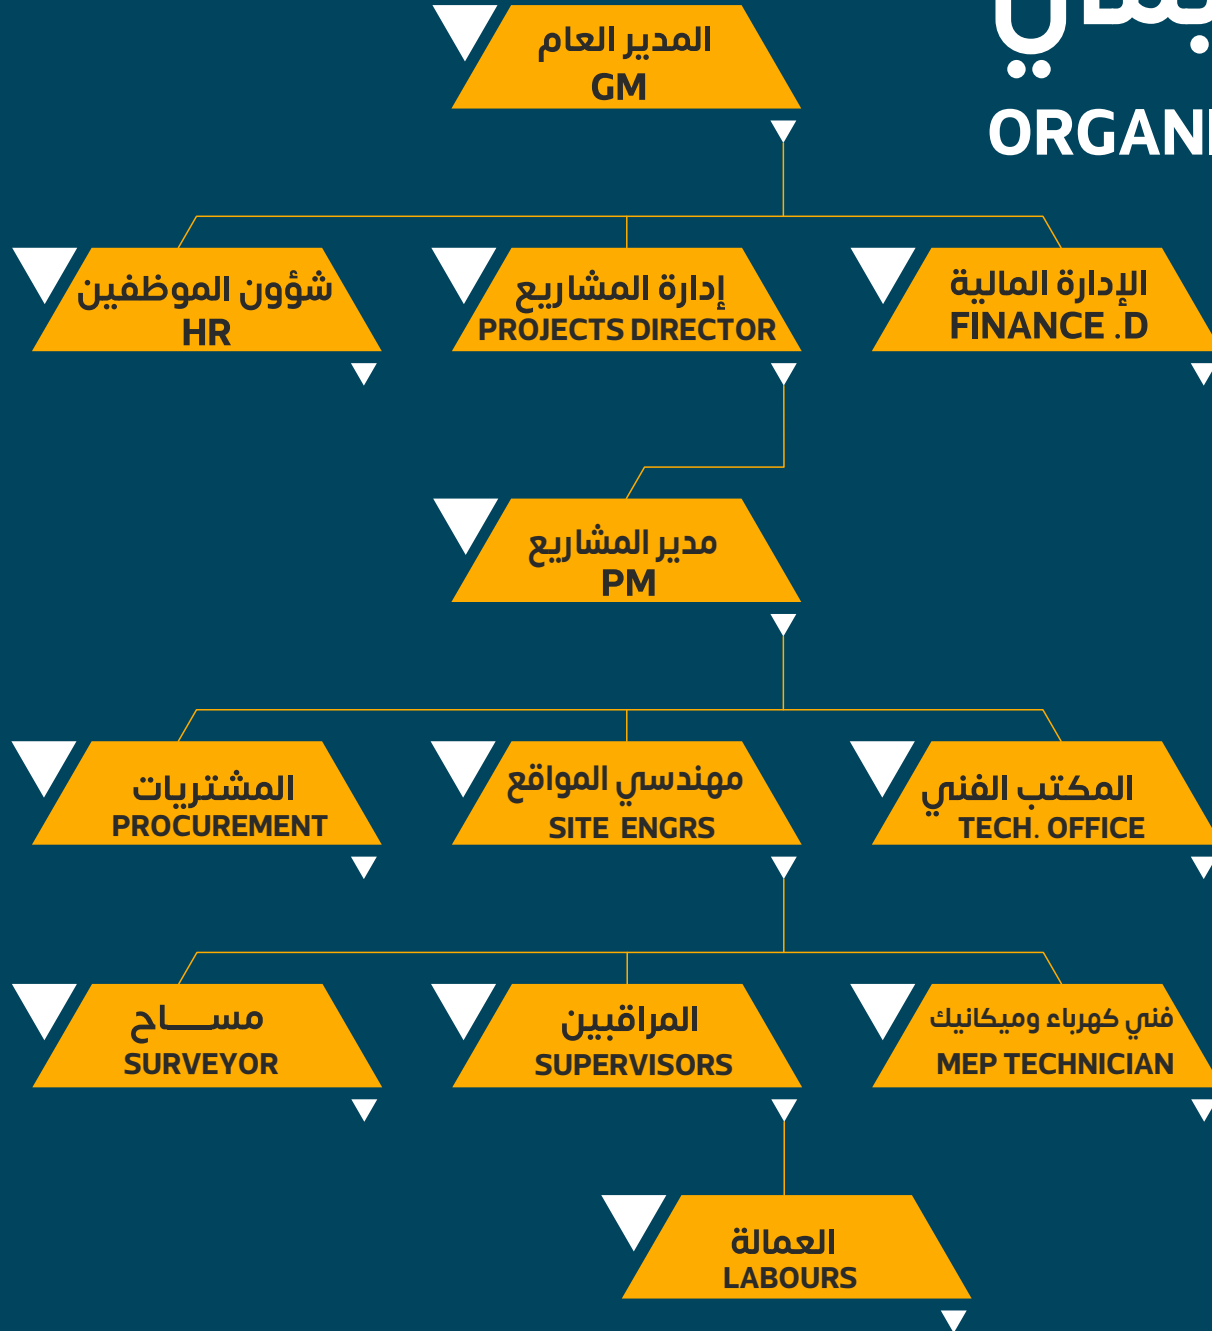 المدير العام
GM
شؤون الموظفين
HR
إدارة المشاريع
PROJECTS DIRECTOR
الإدارة المالية
FINANCE .D
مدير المشاريع
PM
المشتريات
PROCUREMENT
مهندسي المواقع
SITE ENGRS
المكتب الفني
TECH. OFFICE
مســـاح
SURVEYOR
المراقبين
SUPERVISORS
فني كهرباء وميكانيك
MEP TECHNICIAN
العمالة
LABOURS